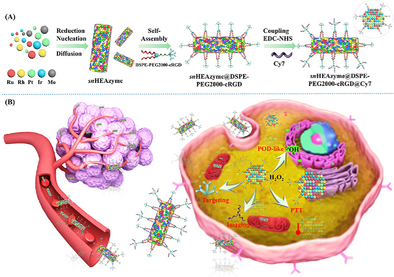 (A)
Reduction
Nucleation
Diffusion
snHEAzyme
Self-
Assembly
DSPE-PEG2000-cRGD
snHEAzyme@DSPE-
PEG2000-cRGD
Coupling
EDC-NHS
Cy7
snHEAzyme@DSPE-
PEG2000-cRGD@Cy7
Ru Rh Pt Ir Mo
(B)
POD-like
·OH
H2O2
Targeting
Imaging
PTT